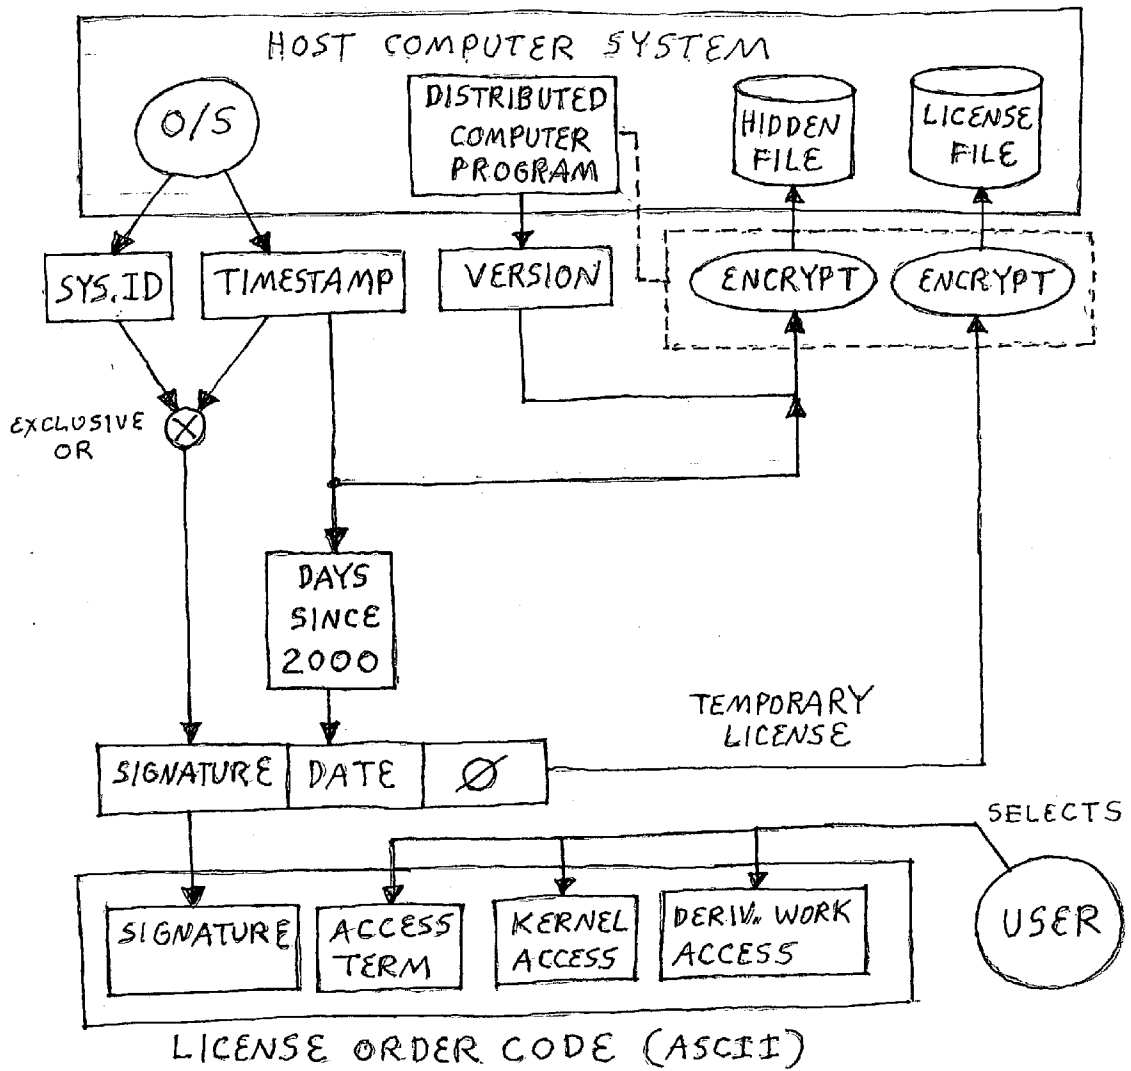 HOST COMPUTER SYSTEM
O/S
DISTRIBUTED
COMPUTER
PROGRAM
HIDDEN
FILE
LICENSE
FILE
SYS.ID
TIMESTAMP
VERSION
ENCRYPT
ENCRYPT
EXCLUSIVE
OR
DAYS
SINCE
2000
TEMPORARY
LICENSE
SIGNATURE
DATE
Ø
SELECTS
USER
SIGNATURE
ACCESS
TERM
KERNEL
ACCESS
DERIV. WORK
ACCESS
LICENSE ORDER CODE (ASCII)